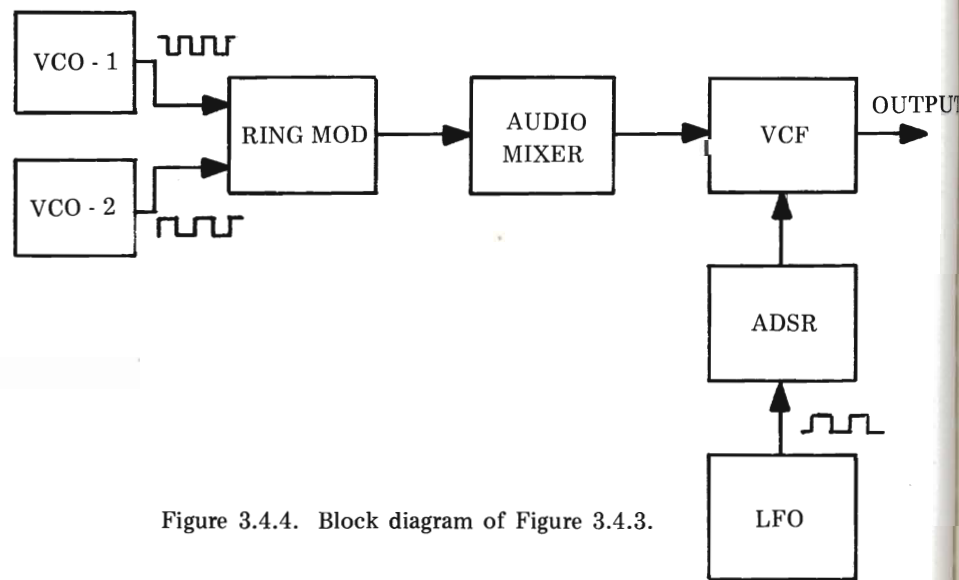 VCO - 1
VCO - 2
RING MOD
AUDIO
MIXER
VCF
OUTPUT
ADSR
LFO
Figure 3.4.4. Block diagram of Figure 3.4.3.